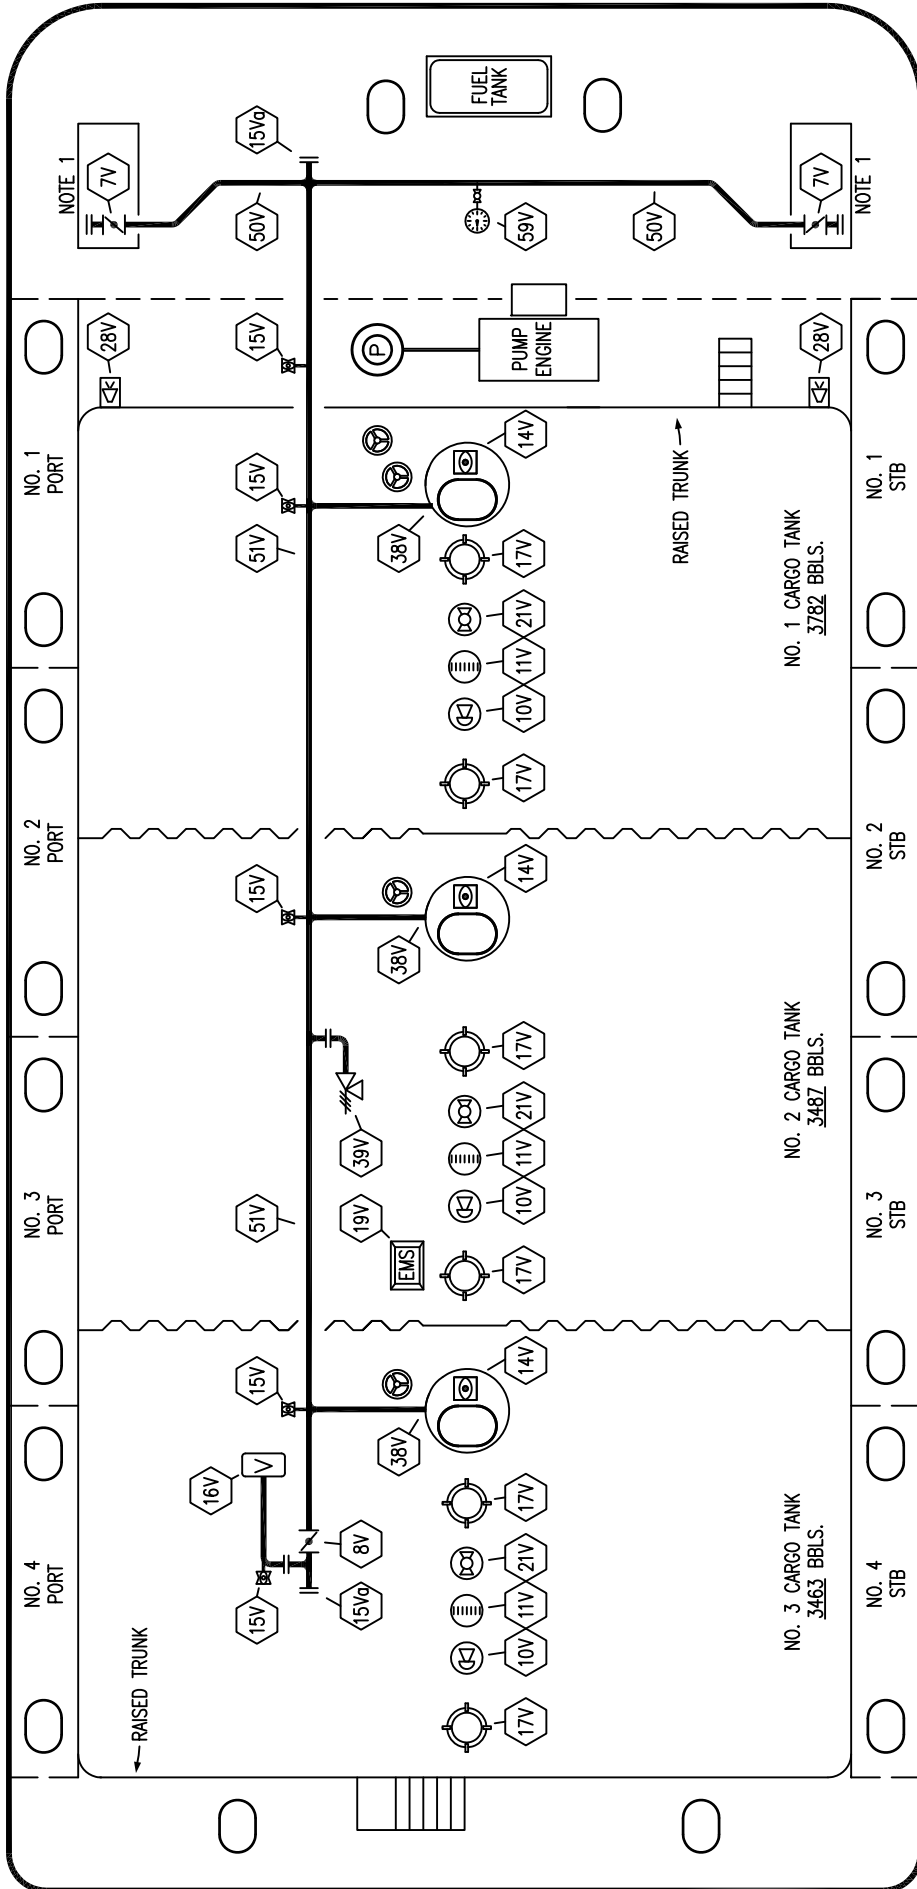 FUEL
TANK
NOTE 1
7V
15Va
50V
59V
50V
7V
NOTE 1
28V
15V
P
PUMP
ENGINE
28V
NO. 1
PORT
15V
51V
38V
14V
17V
21V
11V
10V
17V
RAISED TRUNK
NO. 1 CARGO TANK
3782 BBLS.
NO. 1
STB
NO. 2
PORT
15V
38V
14V
NO. 2
STB
39V
17V
21V
11V
10V
17V
NO. 2 CARGO TANK
3487 BBLS.
NO. 3
PORT
51V
19V
EMS
NO. 3
STB
15V
38V
14V
16V
V
8V
15V
15Va
17V
21V
11V
10V
17V
NO. 3 CARGO TANK
3463 BBLS.
NO. 4
PORT
NO. 4
STB
RAISED TRUNK